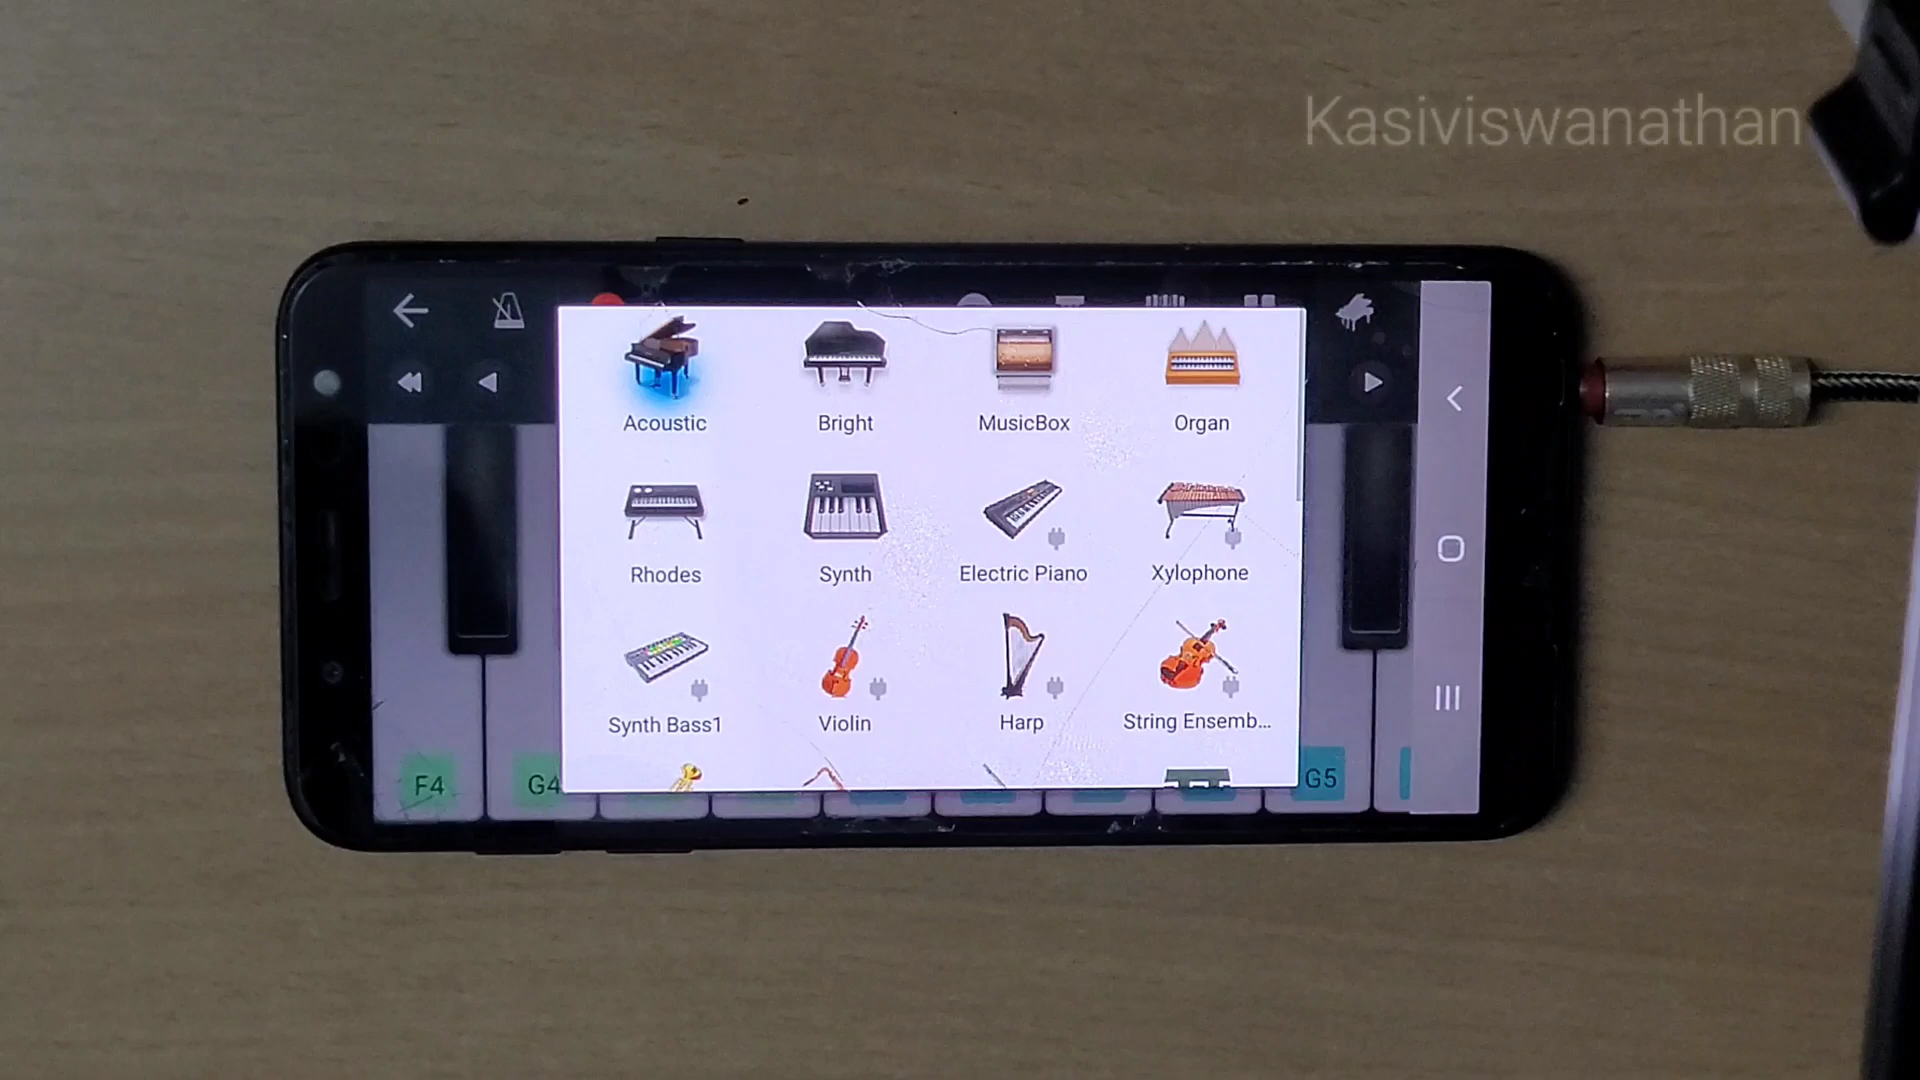 Kasiviswanathan
Acoustic
Bright
MusicBox
Organ
Rhodes
Synth
Electric Piano
Xylophone
Synth Bass1
Violin
Harp
String Ensemb...
F4
G4
G5